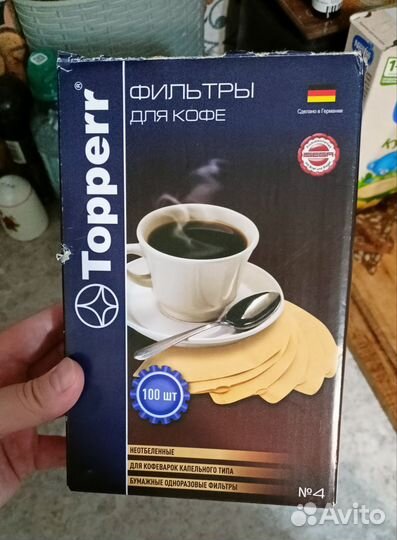 Topperr®
ФИЛЬТРЫ
ДЛЯ КОФЕ
Сделано в Германии
100 ШТ
НЕОТБЕЛЕННЫЕ
ДЛЯ КОФЕВАРОК КАПЕЛЬНОГО ТИПА
БУМАЖНЫЕ ОДНОРАЗОВЫЕ ФИЛЬТРЫ
№4
Avito